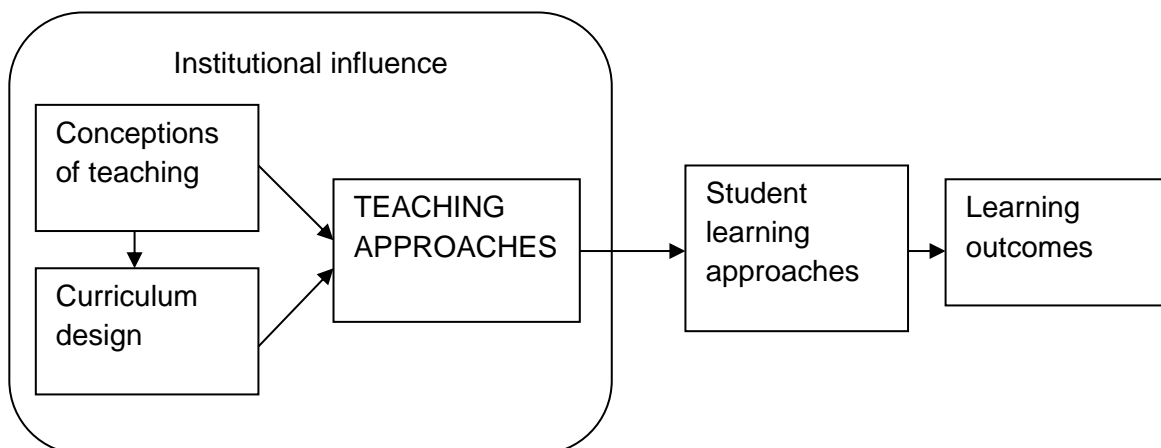 Institutional influence
Conceptions
of teaching
TEACHING
APPROACHES
Curriculum
design
Student
learning
approaches
Learning
outcomes